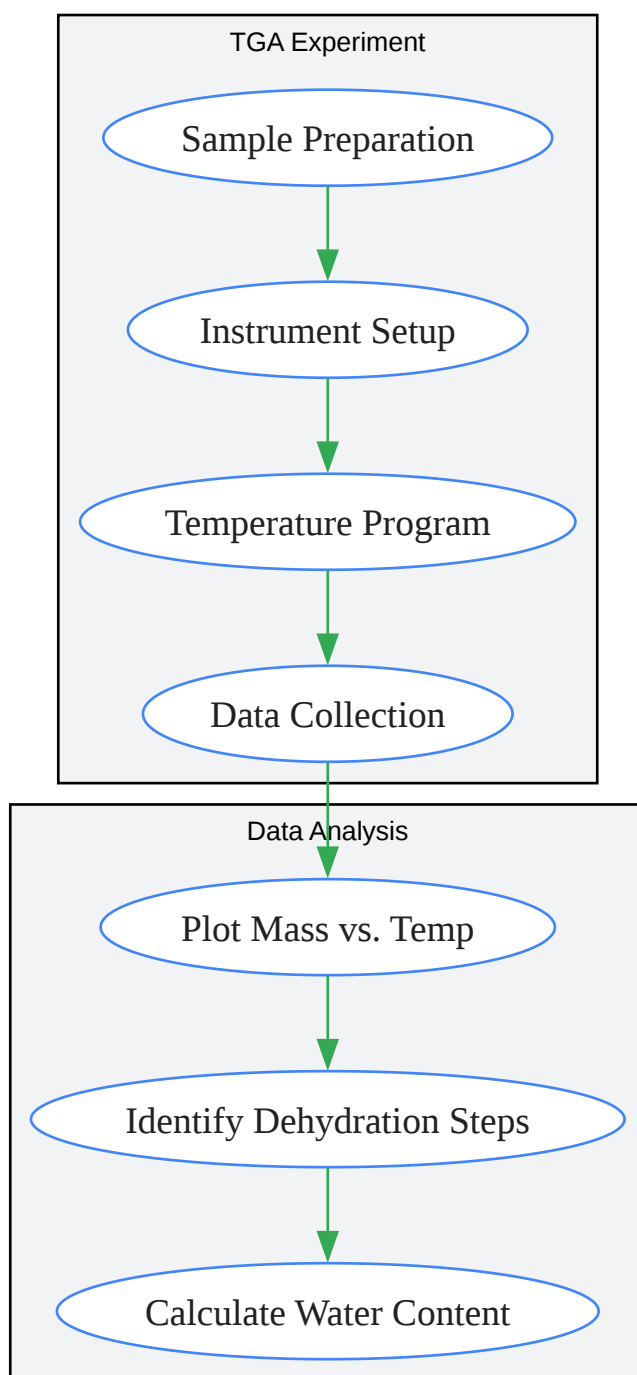 TGA Experiment
Sample Preparation
Instrument Setup
Temperature Program
Data Collection
Data Analysis
Plot Mass vs. Temp
Identify Dehydration Steps
Calculate Water Content